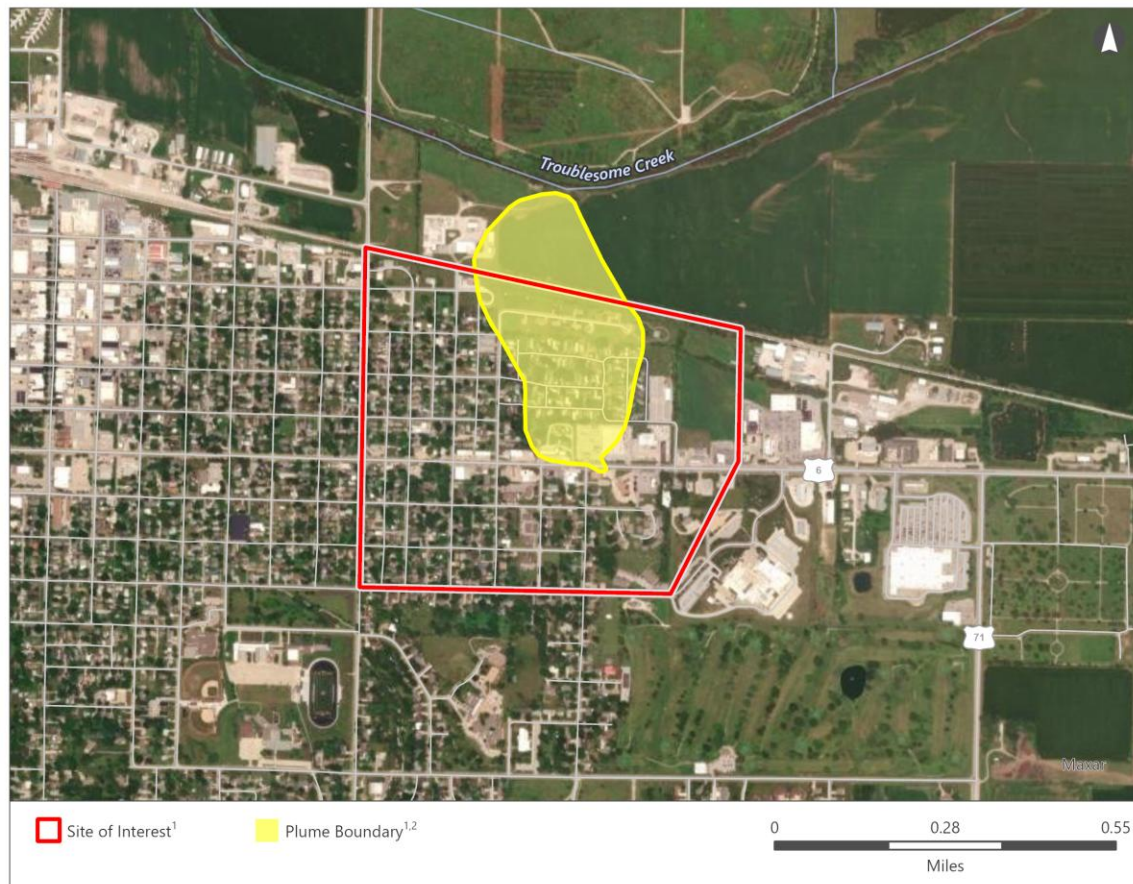 Troublesome Creek
6
71
Maxar
Site of Interest1
Plume Boundary1,2
0 0.28 0.55
Miles